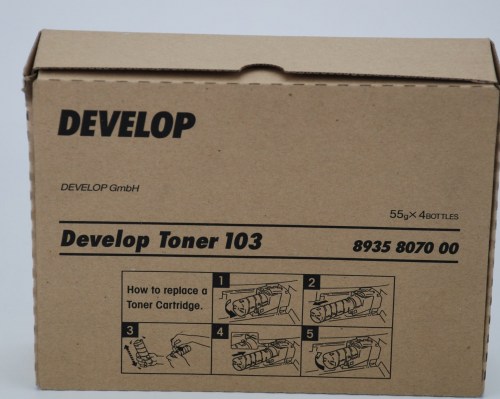 DEVELOP
DEVELOP GmbH
55g×4BOTTLES
Develop Toner 103
8935 8070 00
How to replace a
Toner Cartridge.
1
2
3
4
5